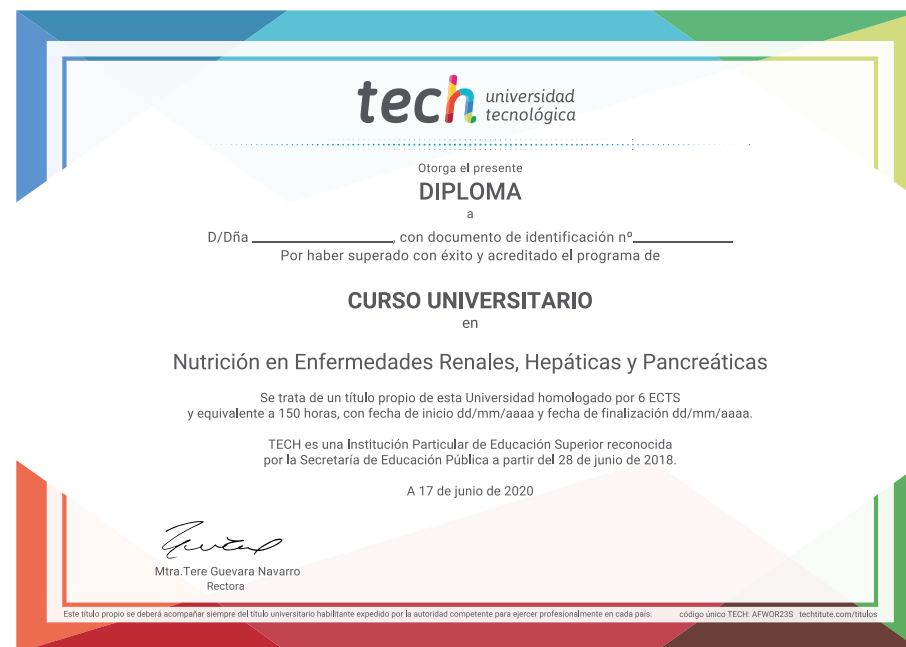 tech universidad
tecnológica
Otorga el presente
DIPLOMA
a
D/Dña ____________________, con documento de identificación nº______________
Por haber superado con éxito y acreditado el programa de
CURSO UNIVERSITARIO
en
Nutrición en Enfermedades Renales, Hepáticas y Pancreáticas
Se trata de un título propio de esta Universidad homologado por 6 ECTS
y equivalente a 150 horas, con fecha de inicio dd/mm/aaaa y fecha de finalización dd/mm/aaaa.
TECH es una Institución Particular de Educación Superior reconocida
por la Secretaría de Educación Pública a partir del 28 de junio de 2018.
A 17 de junio de 2020
Mtra.Tere Guevara Navarro
Rectora
Este título propio se deberá acompañar siempre del título universitario habilitante expedido por la autoridad competente para ejercer profesionalmente en cada país. código único TECH: AFWOR23S techtitute.com/títulos